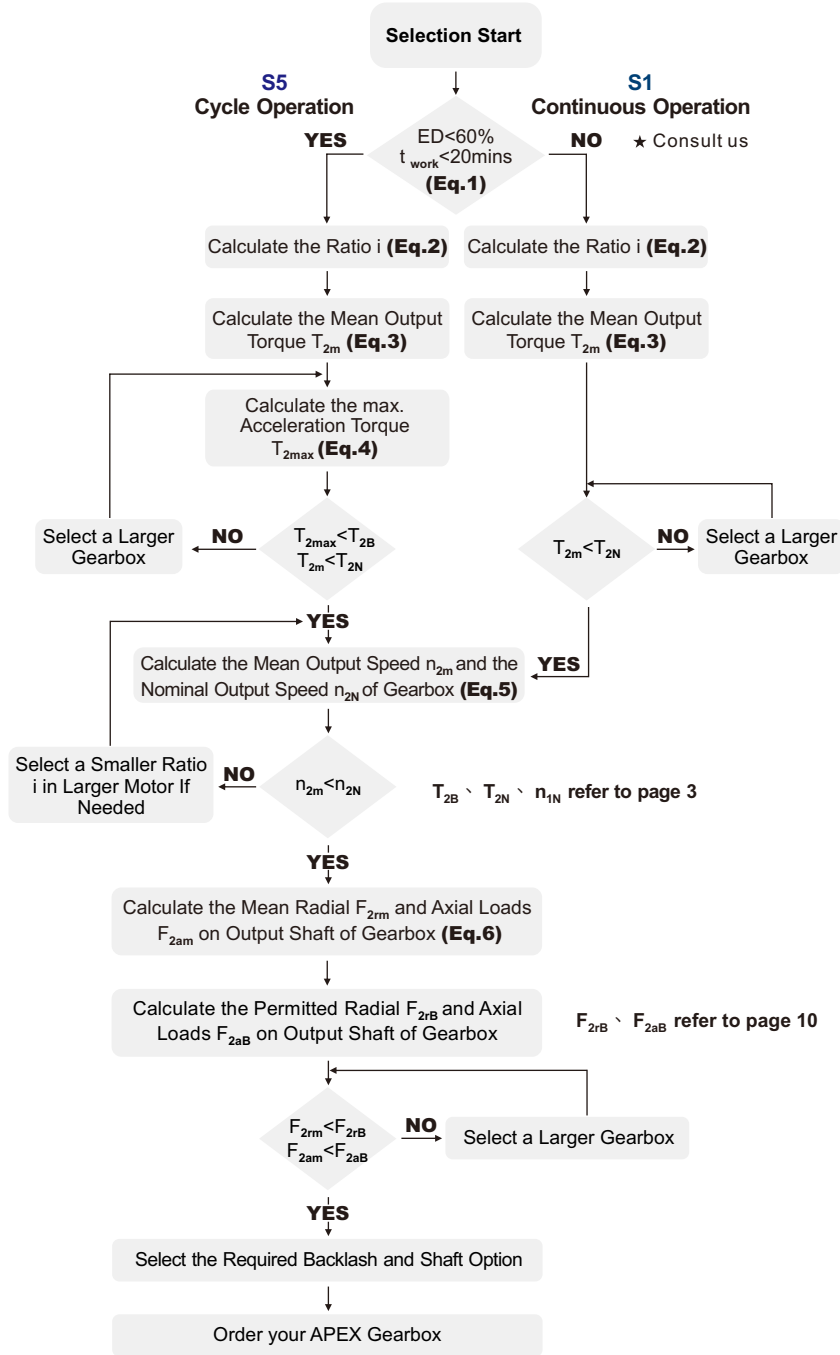 Selection Start
S5
Cycle Operation
S1
Continuous Operation
★ Consult us
ED<60%
t work<20mins
(Eq.1)
YES
NO
Calculate the Ratio i (Eq.2)
Calculate the Ratio i (Eq.2)
Calculate the Mean Output
Torque T2m (Eq.3)
Calculate the Mean Output
Torque T2m (Eq.3)
Calculate the max.
Acceleration Torque
T2max (Eq.4)
Select a Larger
Gearbox
NO
T2max<T2B
T2m<T2N
T2m<T2N
NO
Select a Larger
Gearbox
YES
YES
Calculate the Mean Output Speed n2m and the
Nominal Output Speed n2N of Gearbox (Eq.5)
Select a Smaller Ratio
i in Larger Motor If
Needed
NO
n2m<n2N
T2B、T2N、n1N refer to page 3
YES
Calculate the Mean Radial F2rm and Axial Loads
F2am on Output Shaft of Gearbox (Eq.6)
Calculate the Permitted Radial F2rB and Axial
Loads F2aB on Output Shaft of Gearbox
F2rB、F2aB refer to page 10
F2rm<F2rB
F2am<F2aB
NO
Select a Larger Gearbox
YES
Select the Required Backlash and Shaft Option
Order your APEX Gearbox